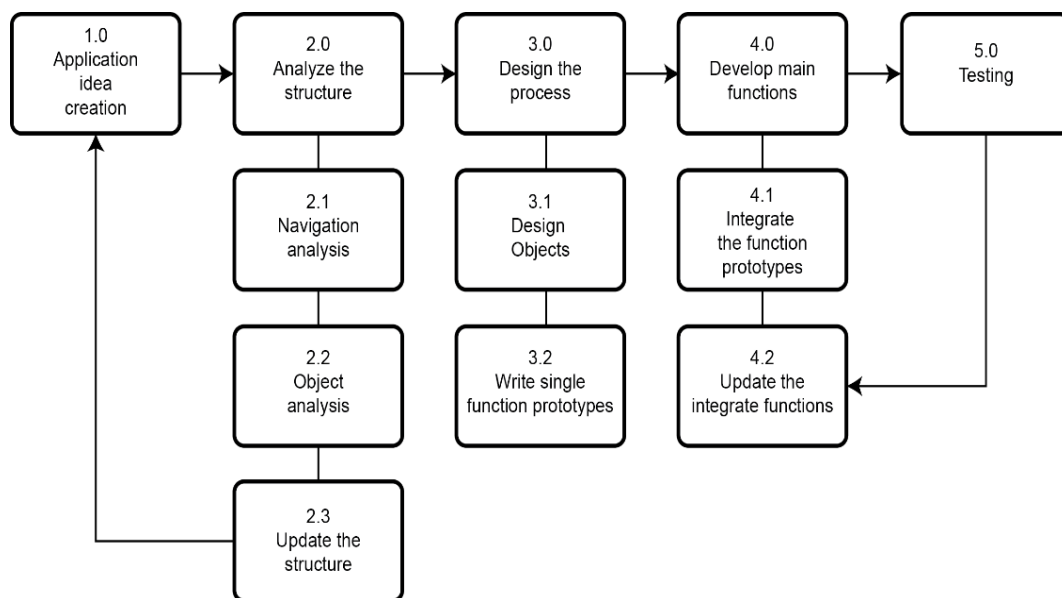 1.0
Application
idea
creation
2.0
Analyze the
structure
3.0
Design the
process
4.0
Develop main
functions
5.0
Testing
2.1
Navigation
analysis
3.1
Design
Objects
4.1
Integrate
the function
prototypes
2.2
Object
analysis
3.2
Write single
function prototypes
4.2
Update the
integrate functions
2.3
Update the
structure